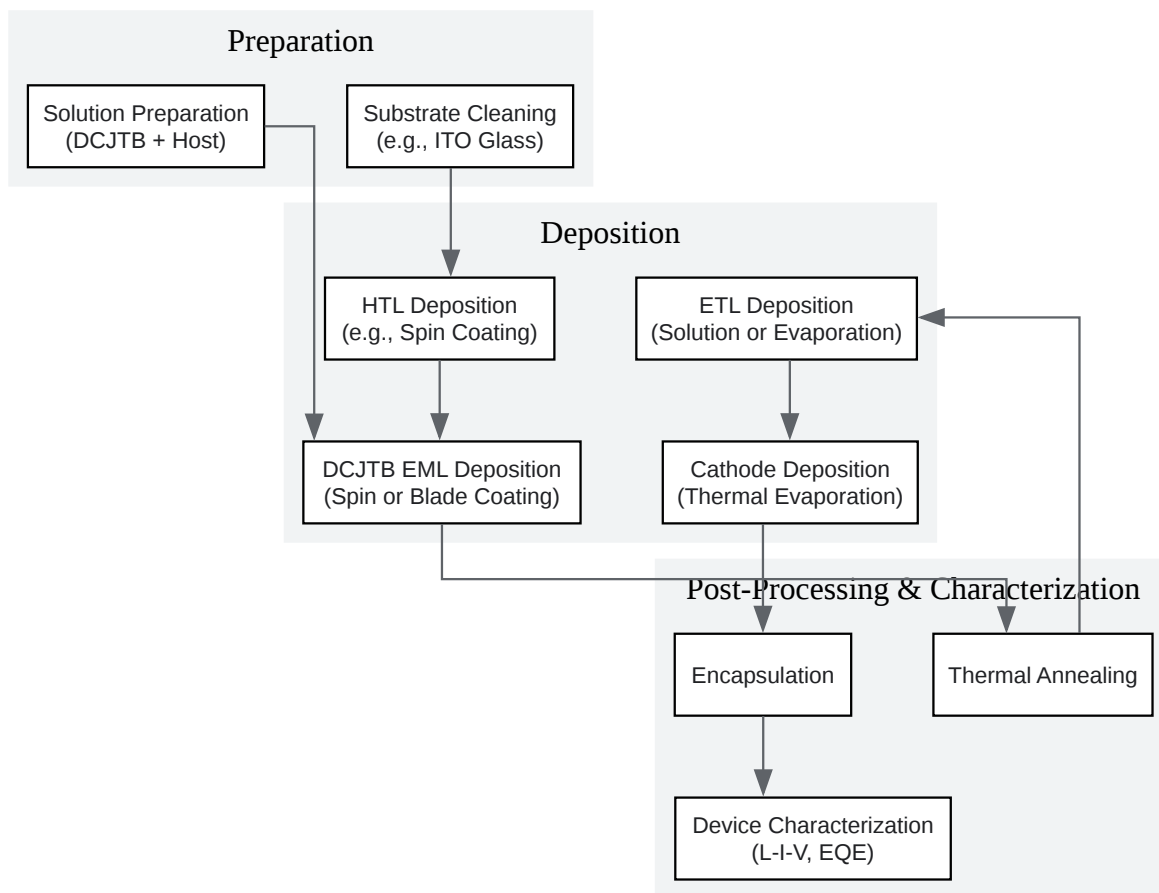 Preparation
Solution Preparation
(DCJTB + Host)
Substrate Cleaning
(e.g., ITO Glass)
Deposition
HTL Deposition
(e.g., Spin Coating)
ETL Deposition
(Solution or Evaporation)
DCJTB EML Deposition
(Spin or Blade Coating)
Cathode Deposition
(Thermal Evaporation)
Post-Processing & Characterization
Encapsulation
Thermal Annealing
Device Characterization
(L-I-V, EQE)